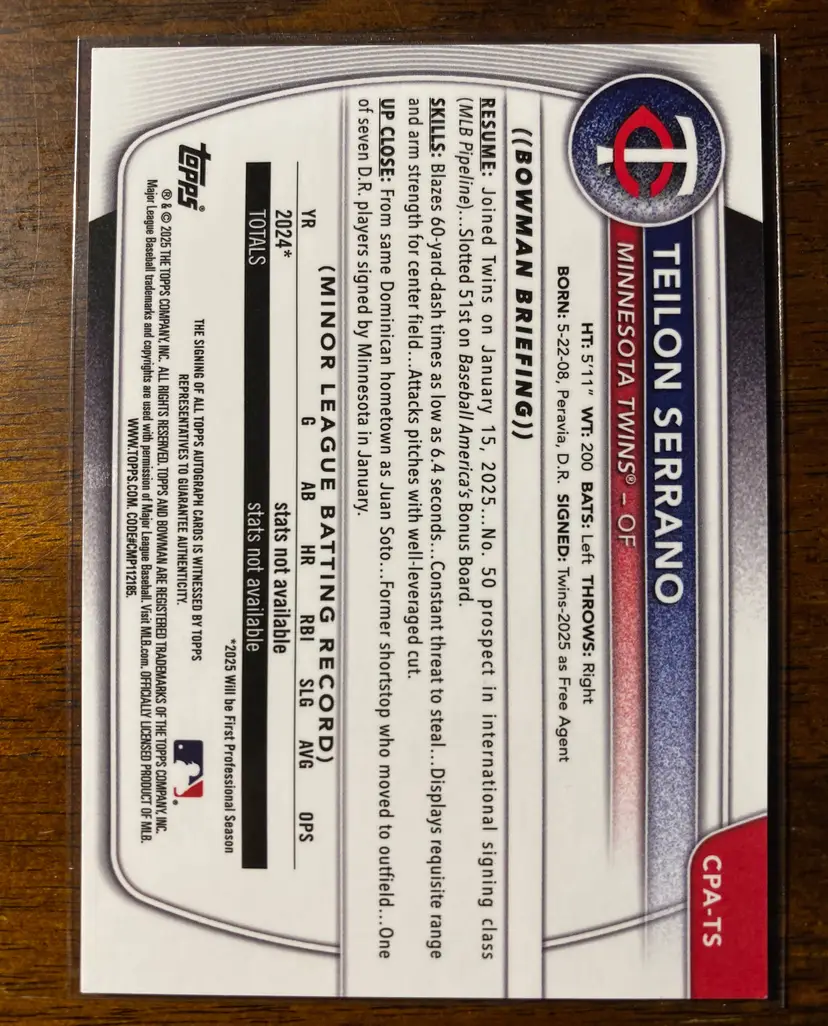 CPA-TS
TEILON SERRANO
MINNESOTA TWINS® – OF
TC™
HT: 5'11" WT: 200 BATS: Left THROWS: Right
BORN: 5-22-08, Peravia, D.R. SIGNED: Twins-2025 as Free Agent
((BOWMAN BRIEFING))
RESUME: Joined Twins on January 15, 2025...No. 50 prospect in international signing class
(MLB Pipeline)...Slotted 51st on Baseball America's Bonus Board.
SKILLS: Blazes 60-yard-dash times as low as 6.4 seconds...Constant threat to steal...Displays requisite range
and arm strength for center field...Attacks pitches with well-leveraged cut.
UP CLOSE: From same Dominican hometown as Juan Soto...Former shortstop who moved to outfield...One
of seven D.R. players signed by Minnesota in January.
(MINOR LEAGUE BATTING RECORD)
YR G AB HR RBI SLG AVG OPS
2024* stats not available
TOTALS stats not available
*2025 Will be First Professional Season
THE SIGNING OF ALL TOPPS AUTOGRAPH CARDS IS WITNESSED BY TOPPS
REPRESENTATIVES TO GUARANTEE AUTHENTICITY.
topps®
® & © 2025 THE TOPPS COMPANY, INC. ALL RIGHTS RESERVED. TOPPS AND BOWMAN ARE REGISTERED TRADEMARKS OF THE TOPPS COMPANY, INC.
Major League Baseball trademarks and copyrights are used with permission of Major League Baseball. Visit MLB.com. OFFICIALLY LICENSED PRODUCT OF MLB.
WWW.TOPPS.COM. CODE#CMP112185.